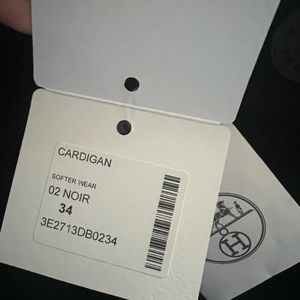 CARDIGAN
SOFTER WEAR
02 NOIR
34
3E2713DB0234